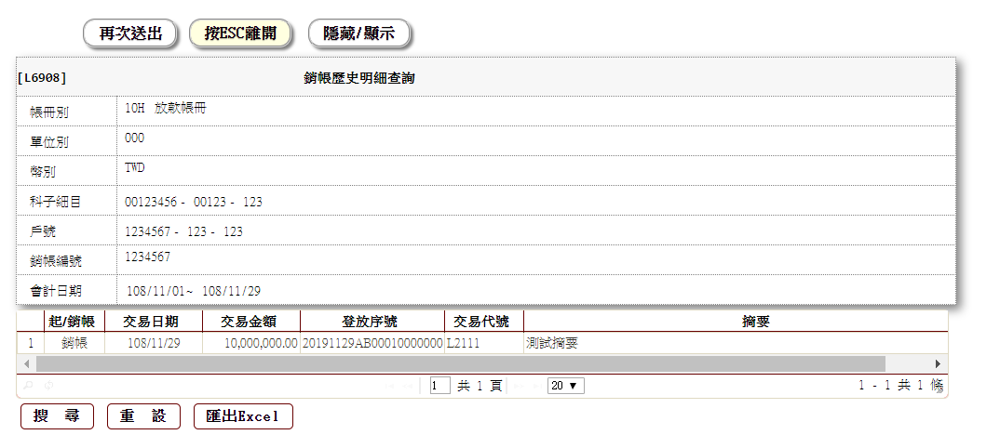 再次送出 按ESC離開 隱藏/顯示
[L6908] 銷帳歷史明細查詢
帳冊別 10H 放款帳冊
單位別 000
幣別 TWD
科子細目 00123456 - 00123 - 123
戶號 1234567 - 123 - 123
銷帳編號 1234567
會計日期 108/11/01~ 108/11/29
起/銷帳 交易日期 交易金額 登放序號 交易代號 摘要
1 銷帳 108/11/29 10,000,000.00 20191129AB00010000000 L2111 測試摘要
1 共 1 頁 20 1 - 1 共 1 條
搜 尋 重 設 匯出Excel